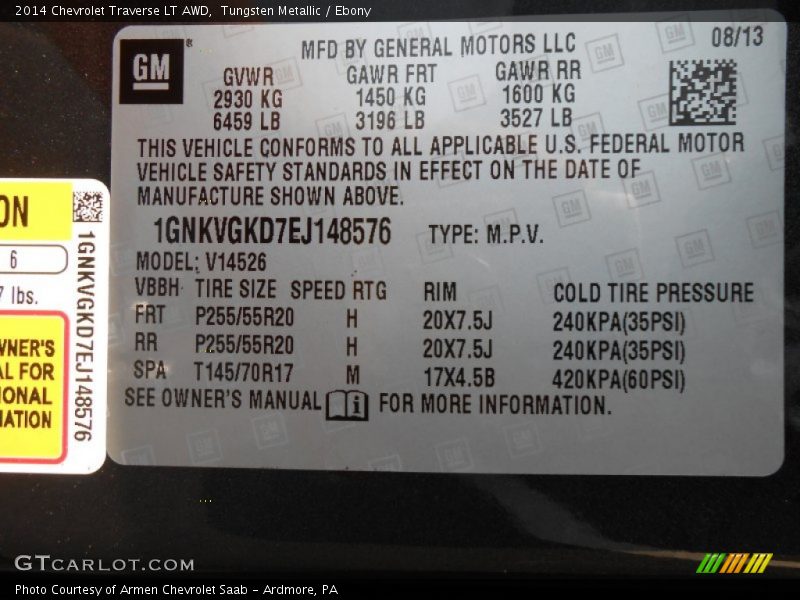 2014 Chevrolet Traverse LT AWD, Tungsten Metallic / Ebony
GM
®
MFD BY GENERAL MOTORS LLC
08/13
GVWR GAWR FRT GAWR RR
2930 KG 1450 KG 1600 KG
6459 LB 3196 LB 3527 LB
THIS VEHICLE CONFORMS TO ALL APPLICABLE U.S. FEDERAL MOTOR
VEHICLE SAFETY STANDARDS IN EFFECT ON THE DATE OF
MANUFACTURE SHOWN ABOVE.
1GNKVGKD7EJ148576 TYPE: M.P.V.
MODEL: V14526
VBBH TIRE SIZE SPEED RTG RIM COLD TIRE PRESSURE
FRT P255/55R20 H 20X7.5J 240KPA(35PSI)
RR P255/55R20 H 20X7.5J 240KPA(35PSI)
SPA T145/70R17 M 17X4.5B 420KPA(60PSI)
SEE OWNER'S MANUAL i FOR MORE INFORMATION.
ON
6
7 lbs.
WNER'S
AL FOR
IONAL
MATION
1GNKVGKD7EJ148576
GTCARLOT.COM
Photo Courtesy of Armen Chevrolet Saab - Ardmore, PA